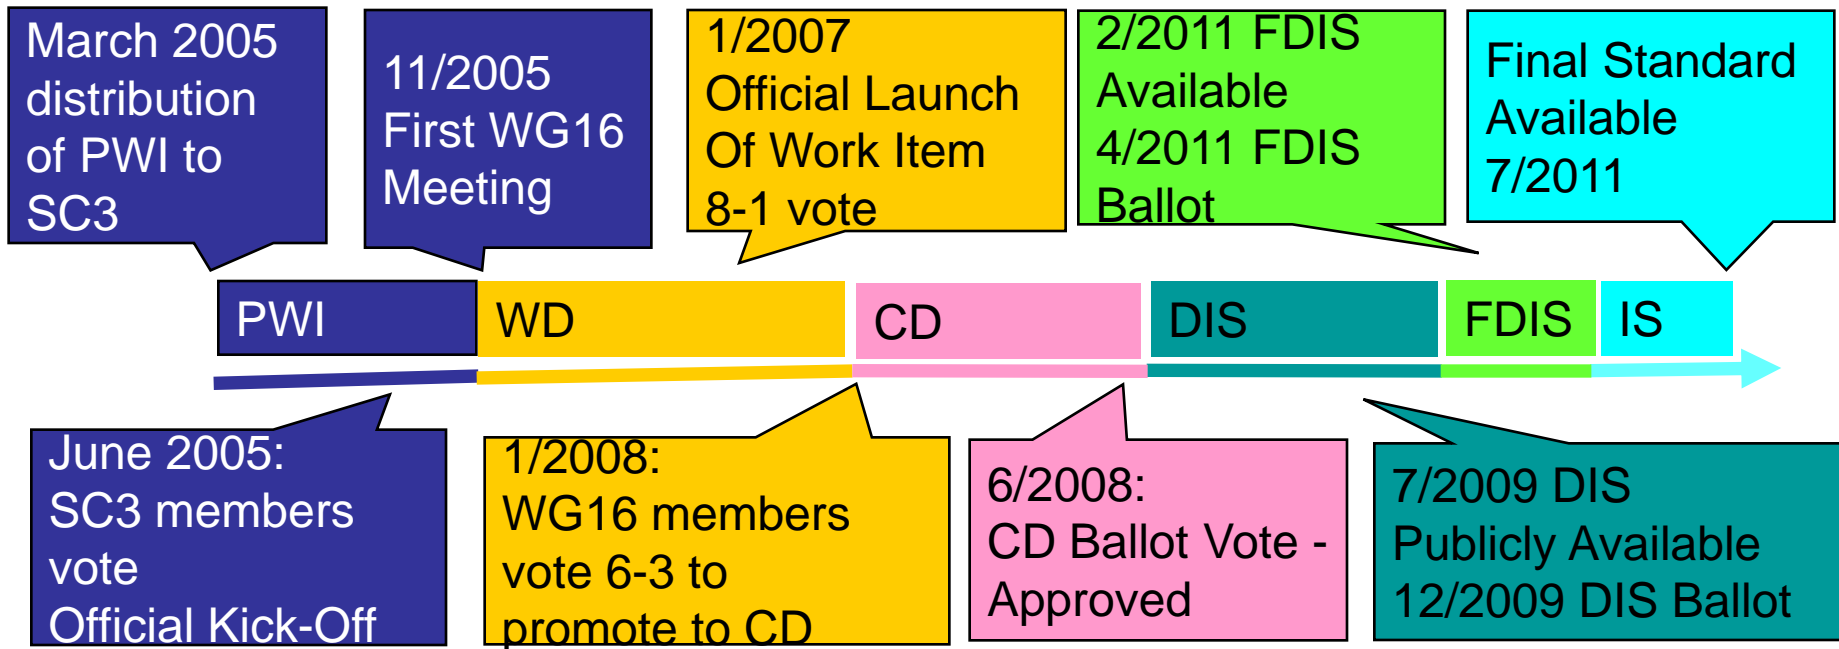 March 2005
distribution
of PWI to
SC3
11/2005
First WG16
Meeting
1/2007
Official Launch
Of Work Item
8-1 vote
2/2011 FDIS
Available
4/2011 FDIS
Ballot
Final Standard
Available
7/2011
PWI
WD
CD
DIS
FDIS
IS
June 2005:
SC3 members
vote
Official Kick-Off
1/2008:
WG16 members
vote 6-3 to
promote to CD
6/2008:
CD Ballot Vote -
Approved
7/2009 DIS
Publicly Available
12/2009 DIS Ballot